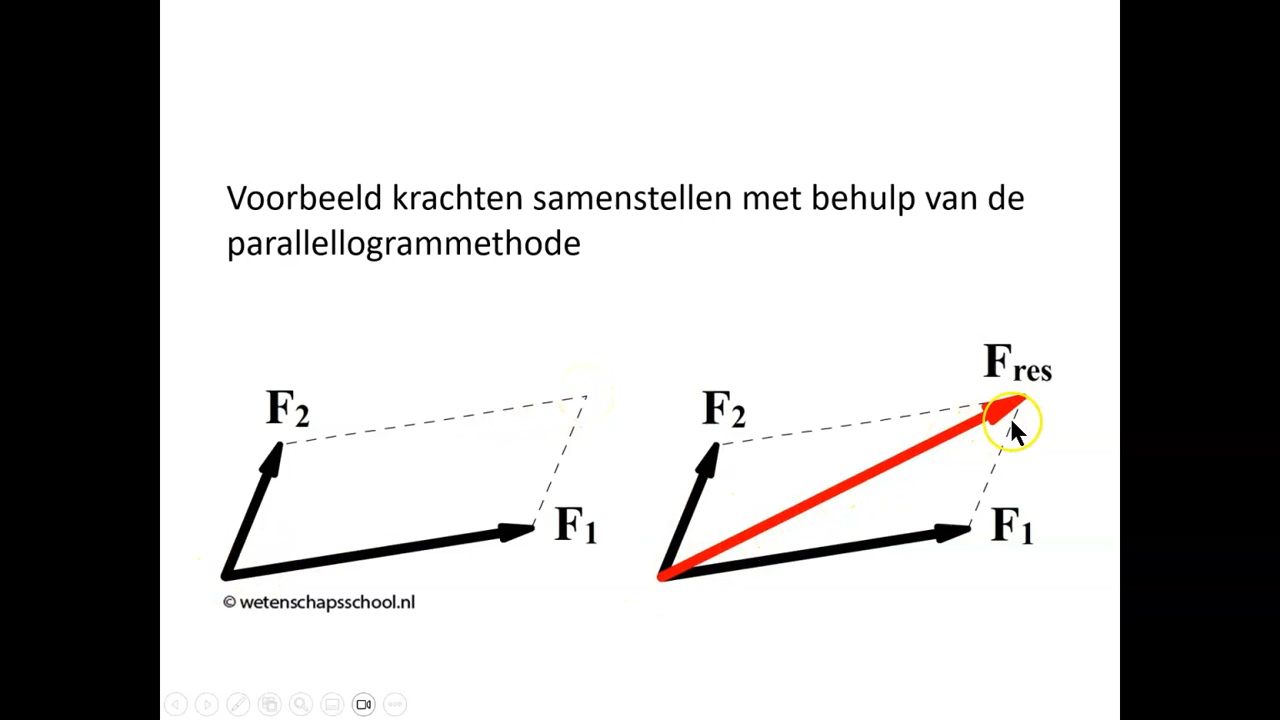 Voorbeeld krachten samenstellen met behulp van de
parallellogrammethode
F2
F1
F2
Fres
F1
© wetenschapsschool.nl